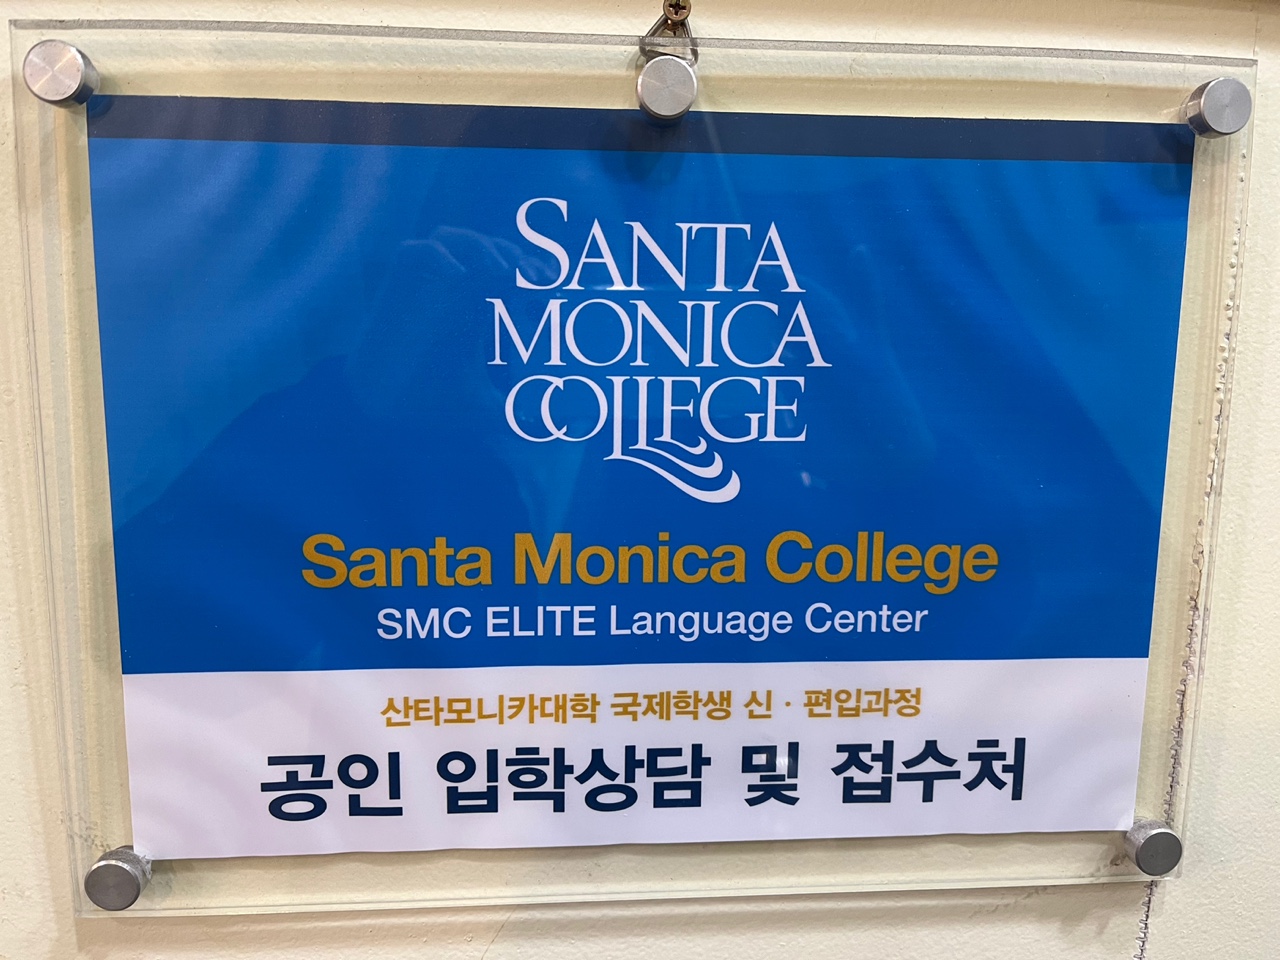 SANTA
MONICA
COLLEGE
Santa Monica College
SMC ELITE Language Center
산타모니카대학 국제학생 신 · 편입과정
공인 입학상담 및 접수처